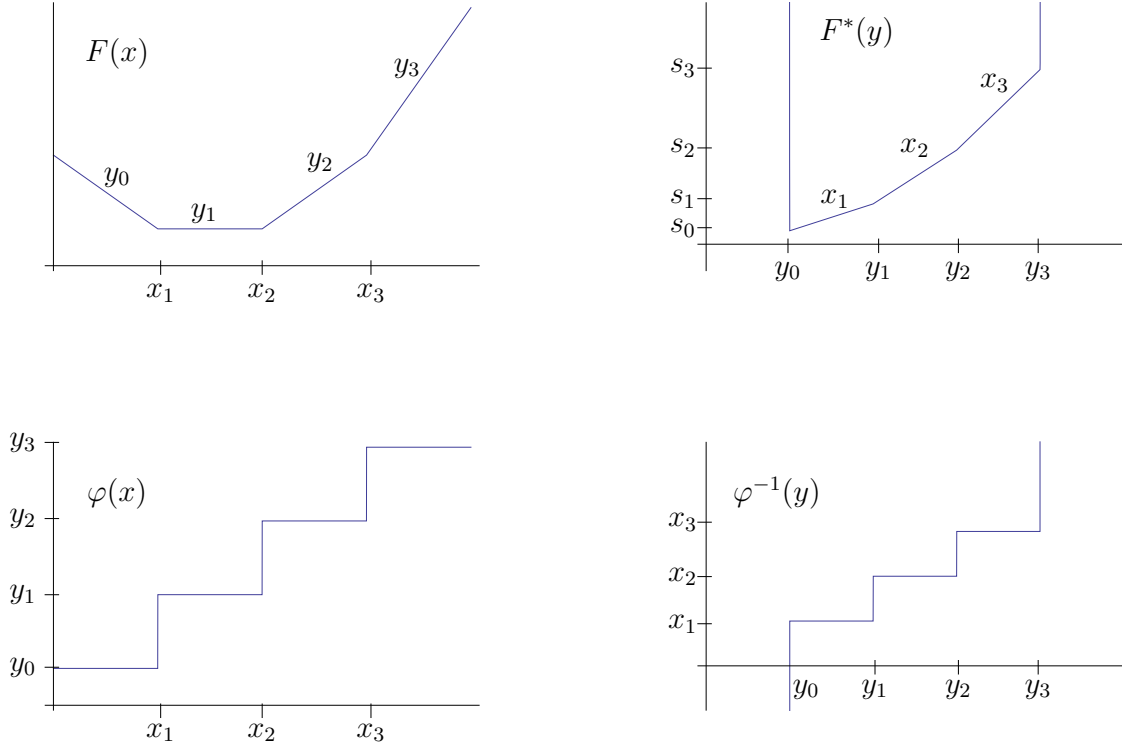 F(x)
y₀
y₁
y₂
y₃
x₁ x₂ x₃
F*(y)
s₃
s₂
s₁
s₀
x₁
x₂
x₃
y₀ y₁ y₂ y₃
φ(x)
y₃
y₂
y₁
y₀
x₁ x₂ x₃
φ⁻¹(y)
x₃
x₂
x₁
y₀ y₁ y₂ y₃